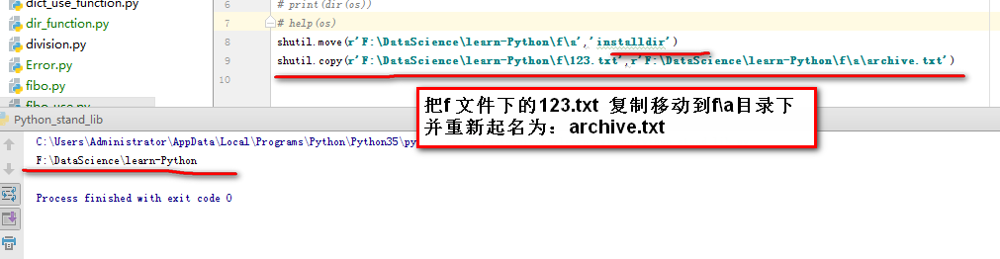 dict_use_function.py
dir_function.py
division.py
Error.py
fibo.py
fibo_use.py
6 # print(dir(os))
7 # help(os)
8 shutil.move(r'F:\DataScience\learn-Python\f\a','installdir')
9 shutil.copy(r'F:\DataScience\learn-Python\f\123.txt',r'F:\DataScience\learn-Python\f\a\archive.txt')
10
把f 文件下的123.txt 复制移动到f\a目录下
并重新起名为：archive.txt
Python_stand_lib
C:\Users\Administrator\AppData\Local\Programs\Python\Python35\py
F:\DataScience\learn-Python
Process finished with exit code 0